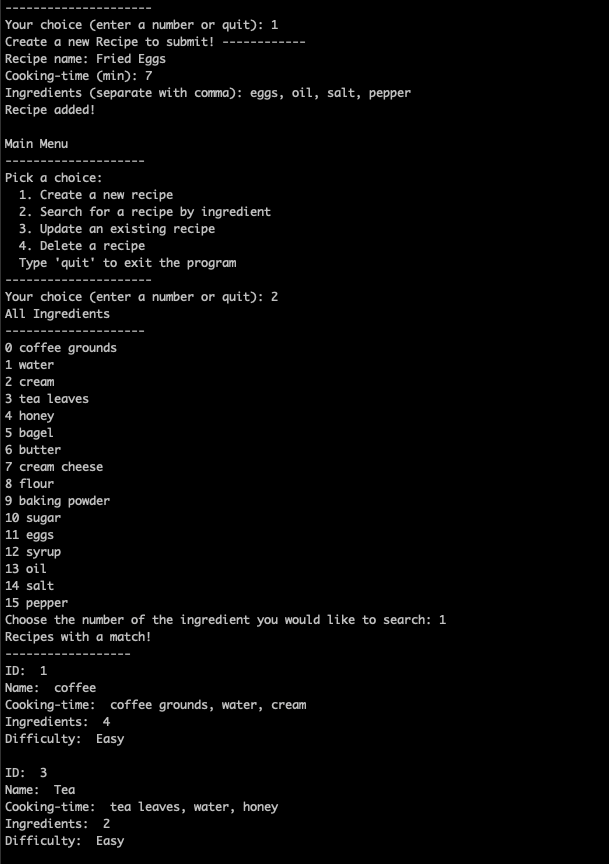 ---------------------
Your choice (enter a number or quit): 1
Create a new Recipe to submit! ------------
Recipe name: Fried Eggs
Cooking-time (min): 7
Ingredients (separate with comma): eggs, oil, salt, pepper
Recipe added!

Main Menu
--------------------
Pick a choice:
  1. Create a new recipe
  2. Search for a recipe by ingredient
  3. Update an existing recipe
  4. Delete a recipe
  Type 'quit' to exit the program
---------------------
Your choice (enter a number or quit): 2
All Ingredients
--------------------
0 coffee grounds
1 water
2 cream
3 tea leaves
4 honey
5 bagel
6 butter
7 cream cheese
8 flour
9 baking powder
10 sugar
11 eggs
12 syrup
13 oil
14 salt
15 pepper
Choose the number of the ingredient you would like to search: 1
Recipes with a match!
------------------
ID:  1
Name:  coffee
Cooking-time:  coffee grounds, water, cream
Ingredients:  4
Difficulty:  Easy

ID:  3
Name:  Tea
Cooking-time:  tea leaves, water, honey
Ingredients:  2
Difficulty:  Easy